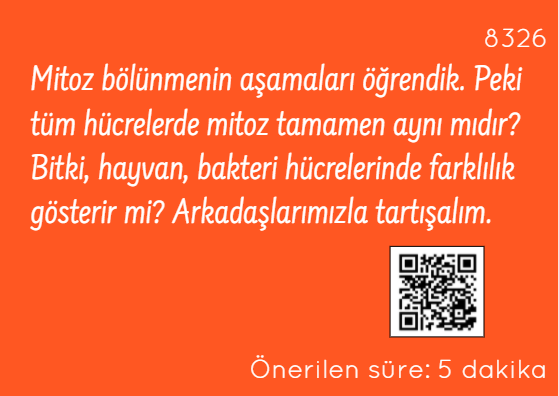 8326
Mitoz bölünmenin aşamaları öğrendik. Peki
tüm hücrelerde mitoz tamamen aynı mıdır?
Bitki, hayvan, bakteri hücrelerinde farklılık
gösterir mi? Arkadaşlarımızla tartışalım.
Önerilen süre: 5 dakika